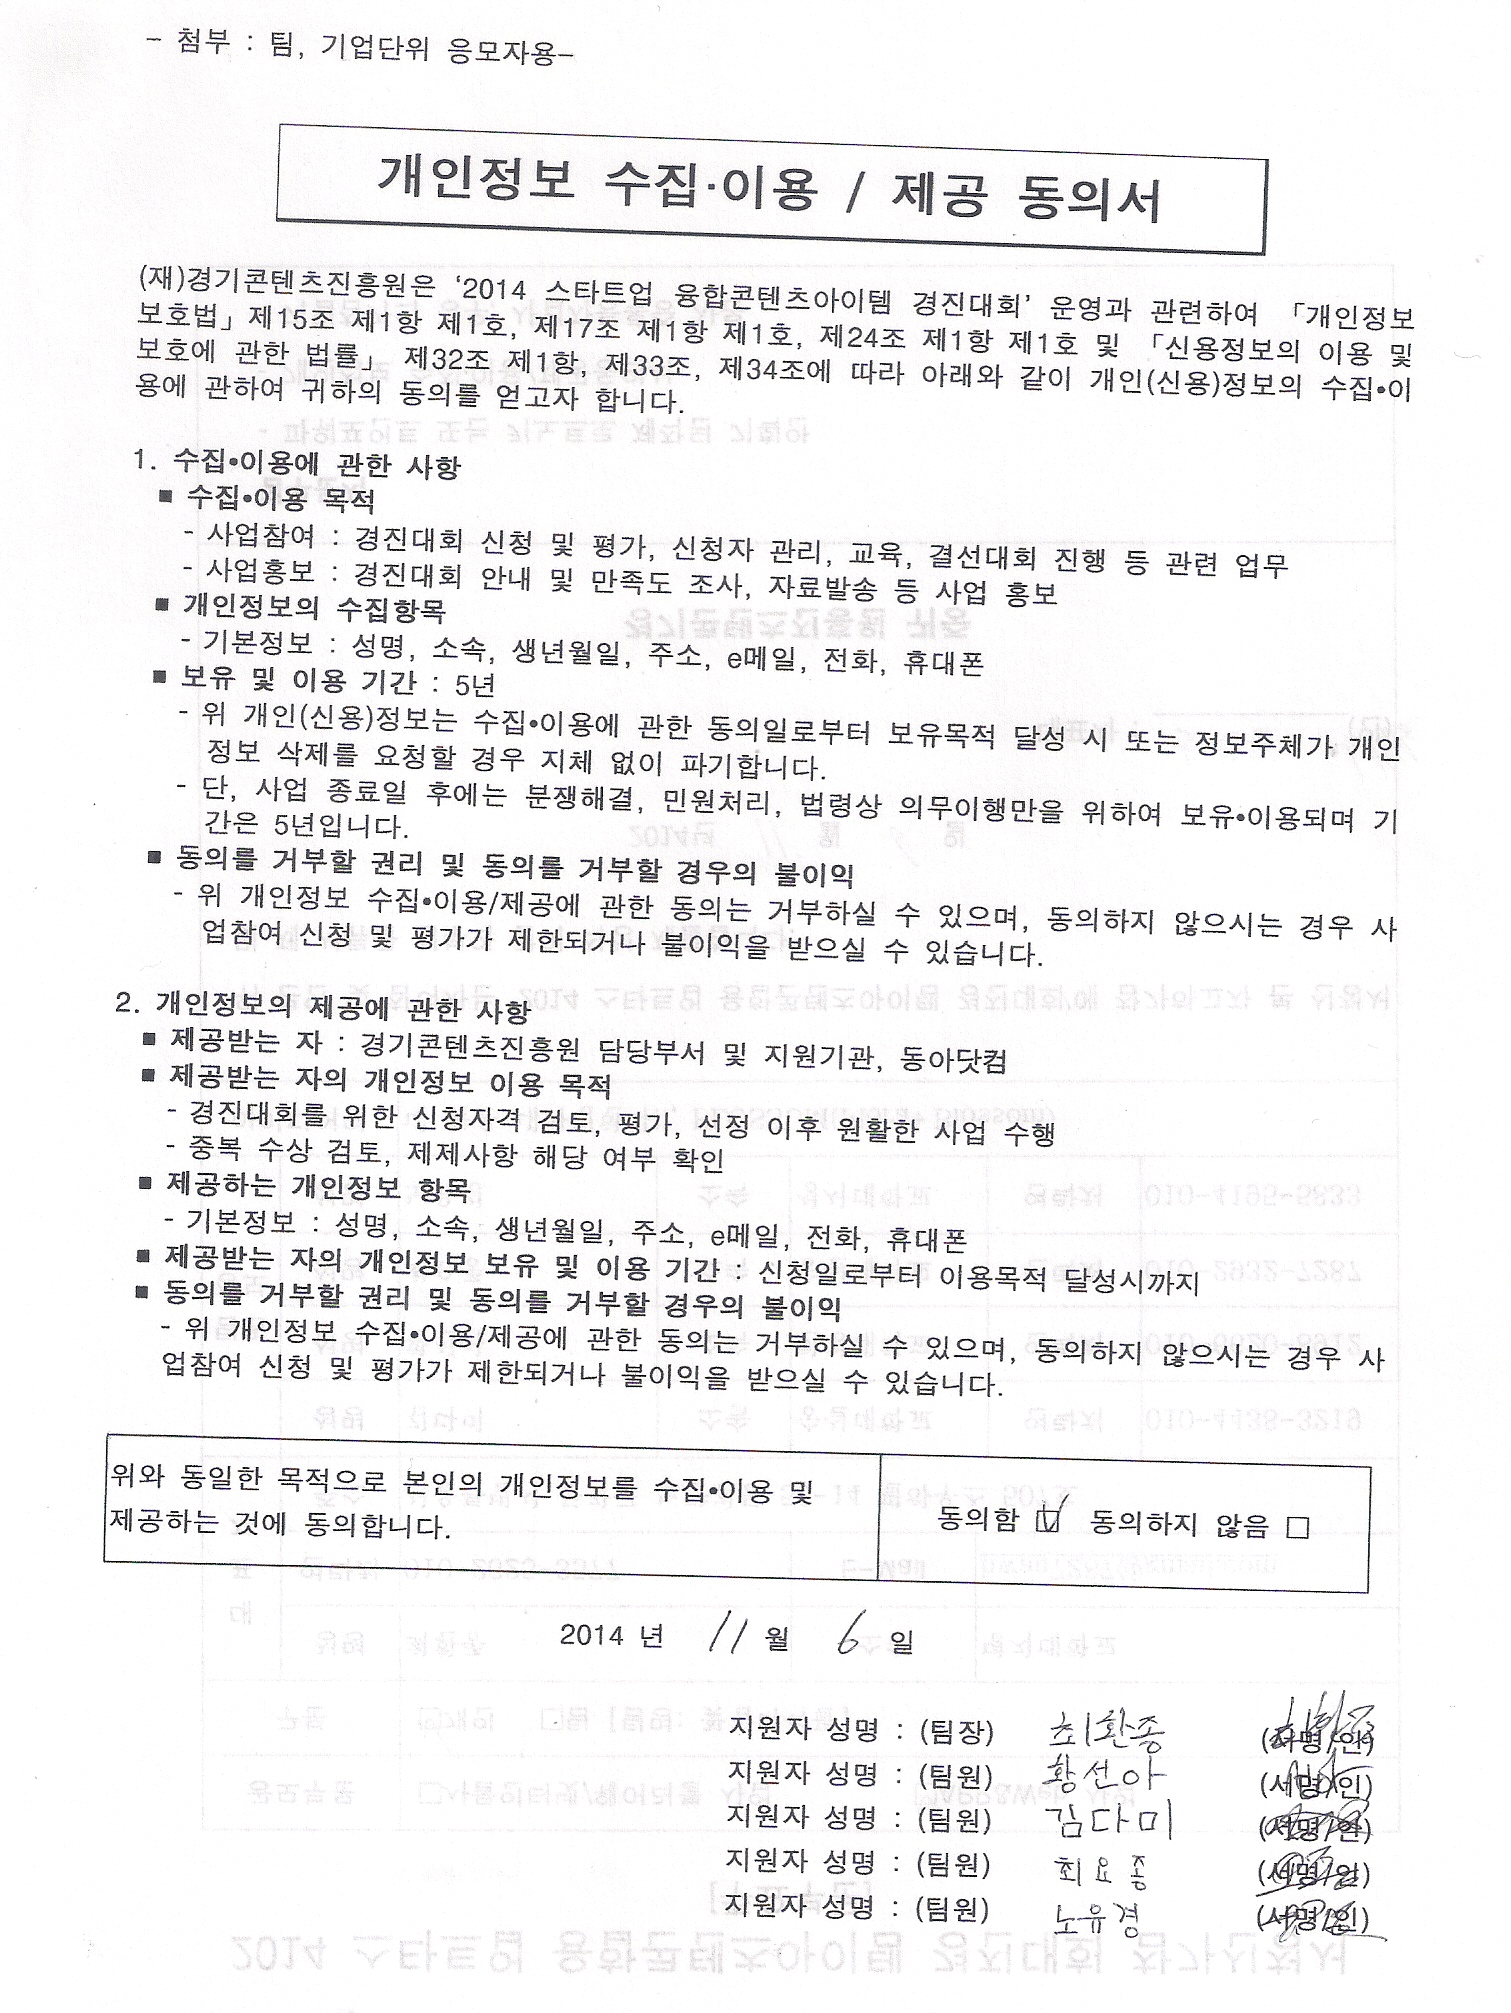 - 첨부 : 팀, 기업단위 응모자용-
개인정보 수집·이용 / 제공 동의서
(재)경기콘텐츠진흥원은 '2014 스타트업 융합콘텐츠아이템 경진대회' 운영과 관련하여 「개인정보
보호법」제15조 제1항 제1호, 제17조 제1항 제1호, 제24조 제1항 제1호 및 「신용정보의 이용 및
보호에 관한 법률」 제32조 제1항, 제33조, 제34조에 따라 아래와 같이 개인(신용)정보의 수집•이
용에 관하여 귀하의 동의를 얻고자 합니다.
1. 수집•이용에 관한 사항
■ 수집•이용 목적
- 사업참여 : 경진대회 신청 및 평가, 신청자 관리, 교육, 결선대회 진행 등 관련 업무
- 사업홍보 : 경진대회 안내 및 만족도 조사, 자료발송 등 사업 홍보
■ 개인정보의 수집항목
- 기본정보 : 성명, 소속, 생년월일, 주소, e메일, 전화, 휴대폰
■ 보유 및 이용 기간 : 5년
- 위 개인(신용)정보는 수집•이용에 관한 동의일로부터 보유목적 달성 시 또는 정보주체가 개인
정보 삭제를 요청할 경우 지체 없이 파기합니다.
- 단, 사업 종료일 후에는 분쟁해결, 민원처리, 법령상 의무이행만을 위하여 보유•이용되며 기
간은 5년입니다.
■ 동의를 거부할 권리 및 동의를 거부할 경우의 불이익
- 위 개인정보 수집•이용/제공에 관한 동의는 거부하실 수 있으며, 동의하지 않으시는 경우 사
업참여 신청 및 평가가 제한되거나 불이익을 받으실 수 있습니다.
2. 개인정보의 제공에 관한 사항
■ 제공받는 자 : 경기콘텐츠진흥원 담당부서 및 지원기관, 동아닷컴
■ 제공받는 자의 개인정보 이용 목적
- 경진대회를 위한 신청자격 검토, 평가, 선정 이후 원활한 사업 수행
- 중복 수상 검토, 제제사항 해당 여부 확인
■ 제공하는 개인정보 항목
- 기본정보 : 성명, 소속, 생년월일, 주소, e메일, 전화, 휴대폰
■ 제공받는 자의 개인정보 보유 및 이용 기간 : 신청일로부터 이용목적 달성시까지
■ 동의를 거부할 권리 및 동의를 거부할 경우의 불이익
- 위 개인정보 수집•이용/제공에 관한 동의는 거부하실 수 있으며, 동의하지 않으시는 경우 사
업참여 신청 및 평가가 제한되거나 불이익을 받으실 수 있습니다.
위와 동일한 목적으로 본인의 개인정보를 수집•이용 및
제공하는 것에 동의합니다.
동의함 ☑ 동의하지 않음 □
2014 년 11 월 6 일
지원자 성명 : (팀장) 최환종 (서명/인)
지원자 성명 : (팀원) 황선아 (서명/인)
지원자 성명 : (팀원) 김다미 (서명/인)
지원자 성명 : (팀원) 최요종 (서명/인)
지원자 성명 : (팀원) 노유경 (서명/인)